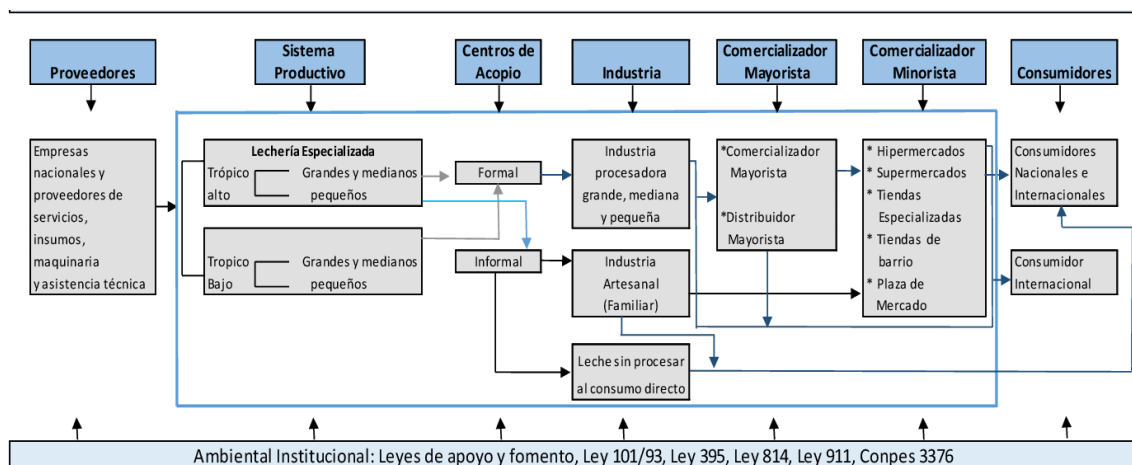 Proveedores
Sistema
Productivo
Centros de
Acopio
Industria
Comercializador
Mayorista
Comercializador
Minorista
Consumidores
Empresas
nacionales y
proveedores de
servicios,
insumos,
maquinaria
y asistencia técnica
Lechería Especializada
Trópico Grandes y medianos
alto pequeños
Tropico Grandes y medianos
Bajo pequeños
Formal
Informal
Industria
procesadora
grande, mediana
y pequeña
Industria
Artesanal
(Familiar)
Leche sin procesar
al consumo directo
*Comercializador
Mayorista
*Distribuidor
Mayorista
* Hipermercados
* Supermercados
* Tiendas
Especializadas
* Tiendas de
barrio
* Plaza de
Mercado
Consumidores
Nacionales e
Internacionales
Consumidor
Internacional
Ambiental Institucional: Leyes de apoyo y fomento, Ley 101/93, Ley 395, Ley 814, Ley 911, Conpes 3376